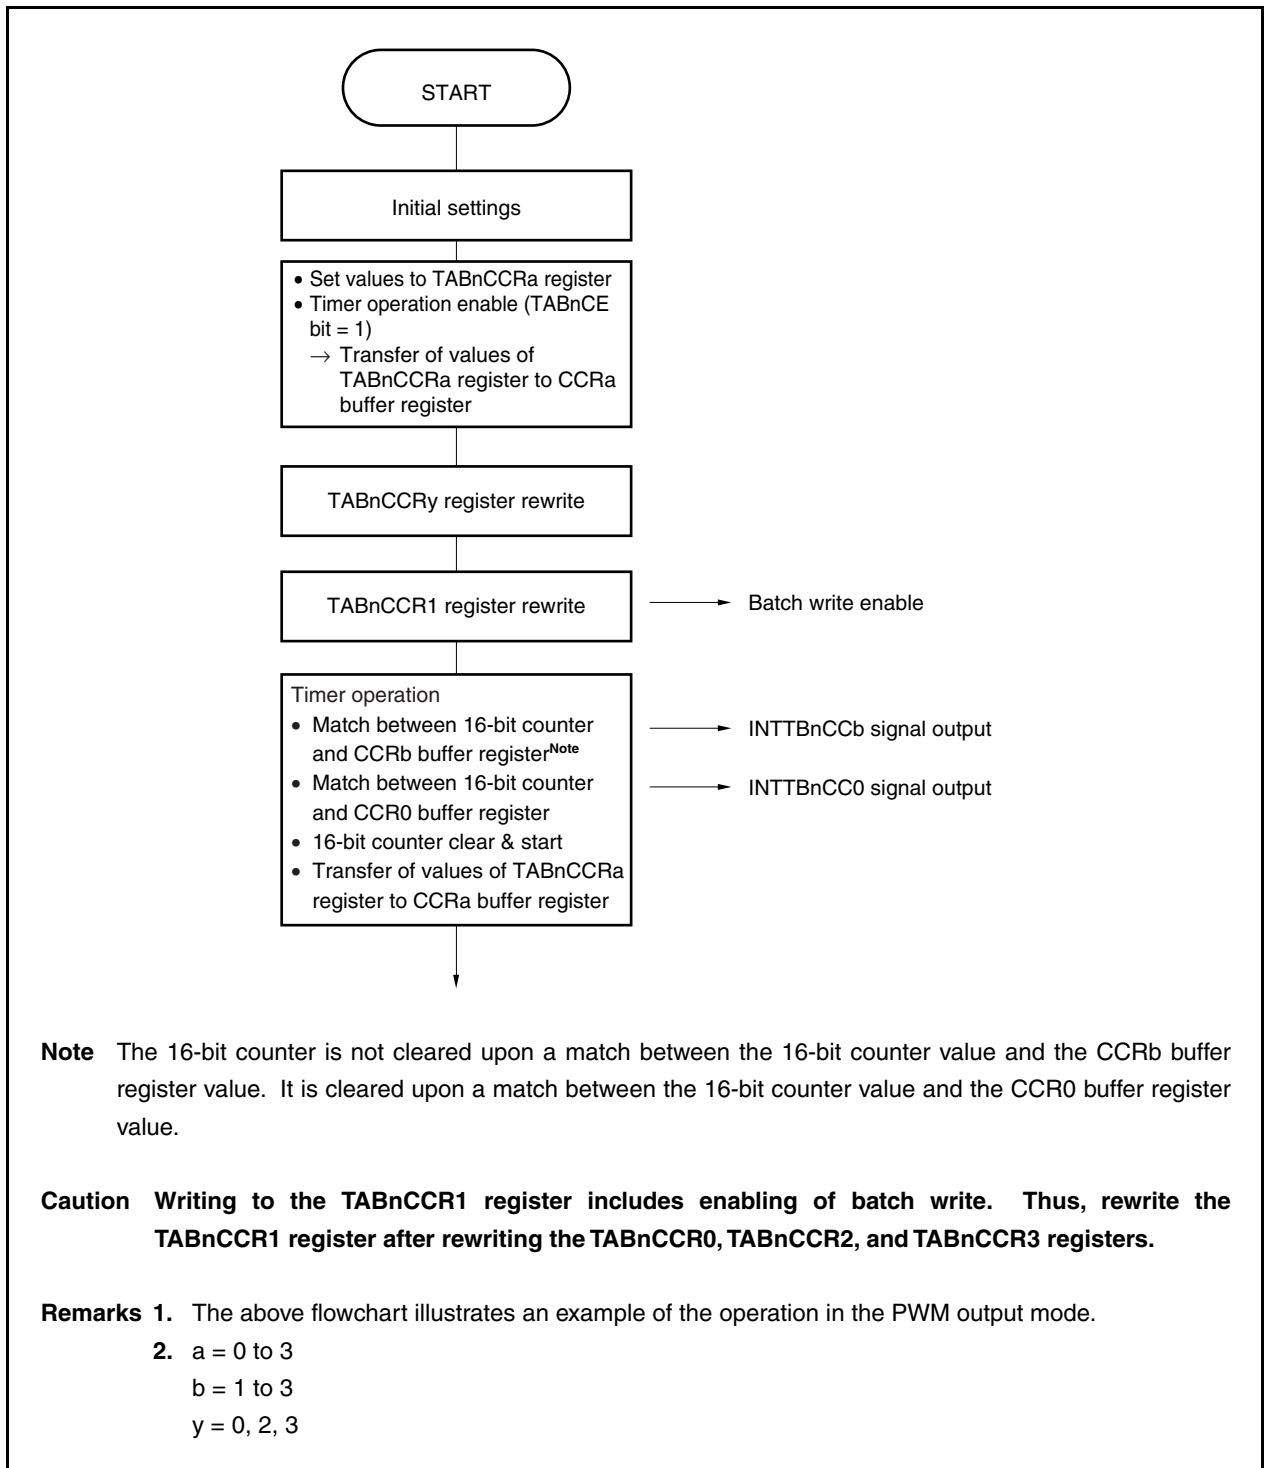 START
Initial settings
• Set values to TABnCCRa register
• Timer operation enable (TABnCE
bit = 1)
→ Transfer of values of
TABnCCRa register to CCRa
buffer register
TABnCCRy register rewrite
TABnCCR1 register rewrite
Batch write enable
Timer operation
• Match between 16-bit counter
and CCRb buffer registerNote
INTTBnCCb signal output
• Match between 16-bit counter
and CCR0 buffer register
INTTBnCC0 signal output
• 16-bit counter clear & start
• Transfer of values of TABnCCRa
register to CCRa buffer register
Note The 16-bit counter is not cleared upon a match between the 16-bit counter value and the CCRb buffer
register value. It is cleared upon a match between the 16-bit counter value and the CCR0 buffer register
value.
Caution Writing to the TABnCCR1 register includes enabling of batch write. Thus, rewrite the
TABnCCR1 register after rewriting the TABnCCR0, TABnCCR2, and TABnCCR3 registers.
Remarks 1. The above flowchart illustrates an example of the operation in the PWM output mode.
2. a = 0 to 3
b = 1 to 3
y = 0, 2, 3